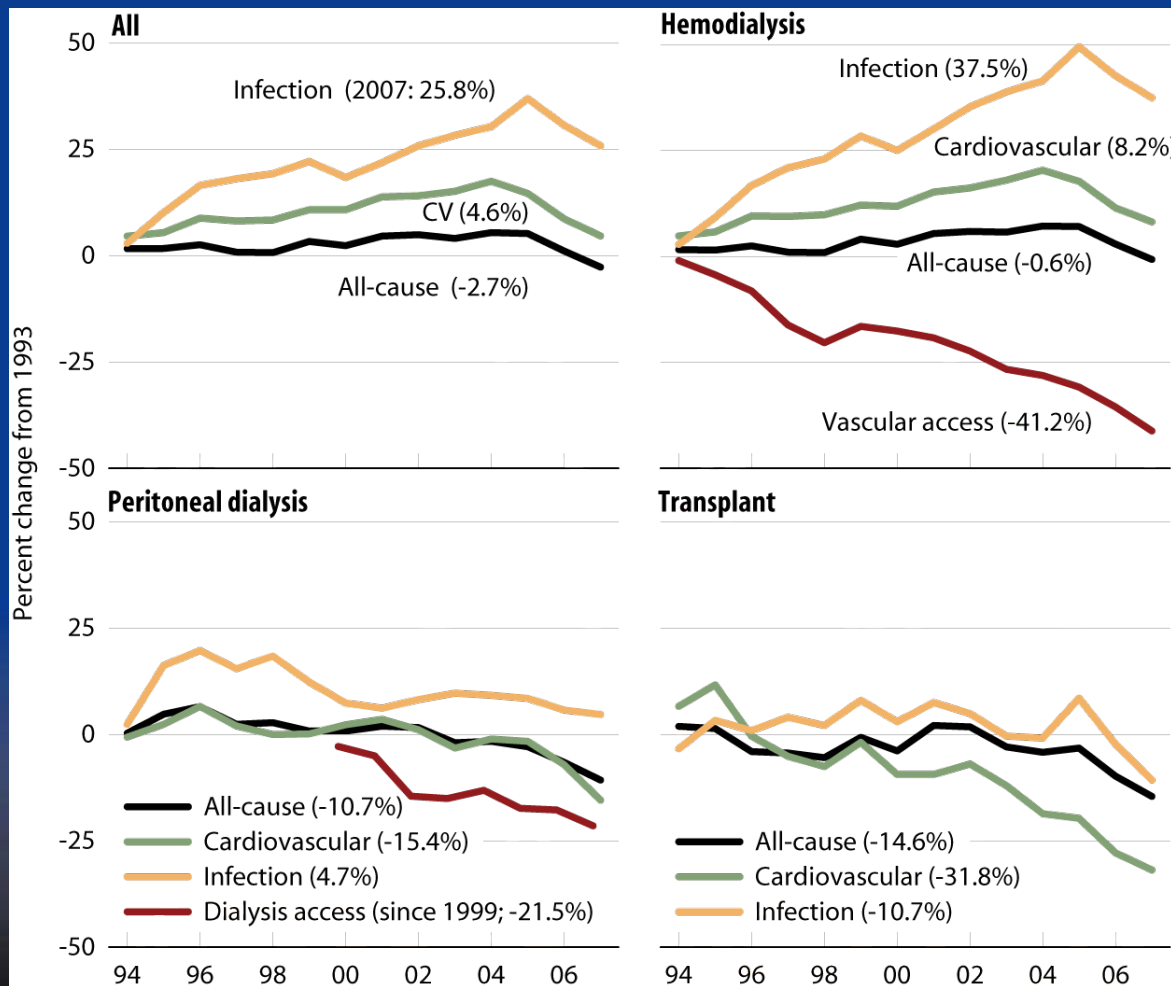 All
Hemodialysis
50
Infection (2007: 25.8%)
Infection (37.5%)
25
Cardiovascular (8.2%)
CV (4.6%)
0
All-cause (-2.7%)
All-cause (-0.6%)
-25
Vascular access (-41.2%)
-50
Percent change from 1993
Peritoneal dialysis
Transplant
50
25
0
All-cause (-10.7%)
Cardiovascular (-15.4%)
-25
Infection (4.7%)
Dialysis access (since 1999; -21.5%)
All-cause (-14.6%)
Cardiovascular (-31.8%)
Infection (-10.7%)
-50
94 96 98 00 02 04 06
94 96 98 00 02 04 06